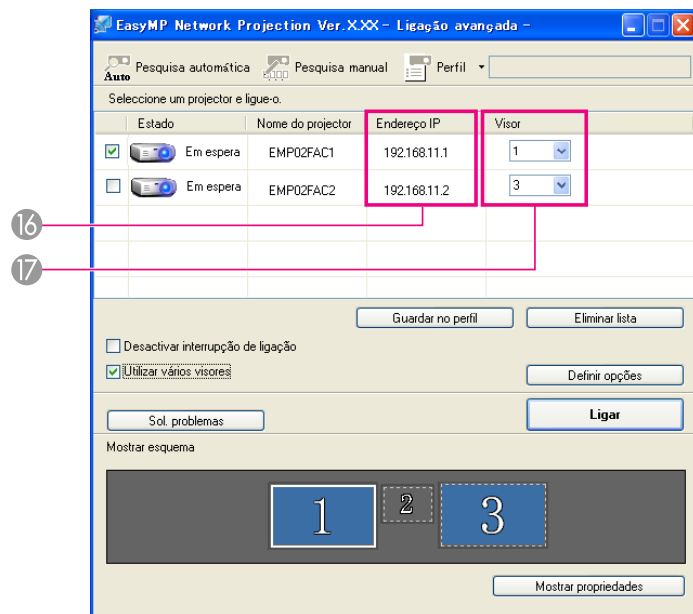 EasyMP Network Projection Ver.X.XX - Ligação avançada -
Auto Pesquisa automática Pesquisa manual Perfil
Seleccione um projector e ligue-o.
Estado Nome do projector Endereço IP Visor
Em espera EMP02FAC1 192.168.11.1 1
Em espera EMP02FAC2 192.168.11.2 3
16
17
Guardar no perfil Eliminar lista
Desactivar interrupção de ligação
Utilizar vários visores
Definir opções
Sol. problemas Ligar
Mostrar esquema
1 2 3
Mostrar propriedades